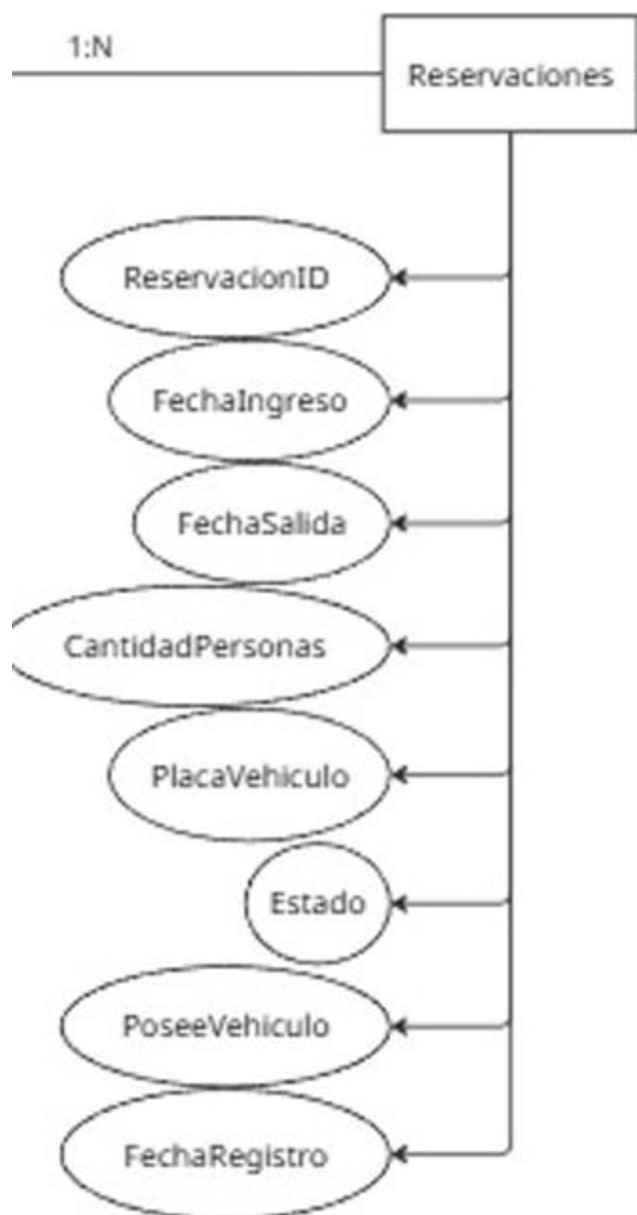 1:N
Reservaciones
ReservacionID
FechaIngreso
FechaSalida
CantidadPersonas
PlacaVehiculo
Estado
PoseeVehiculo
FechaRegistro